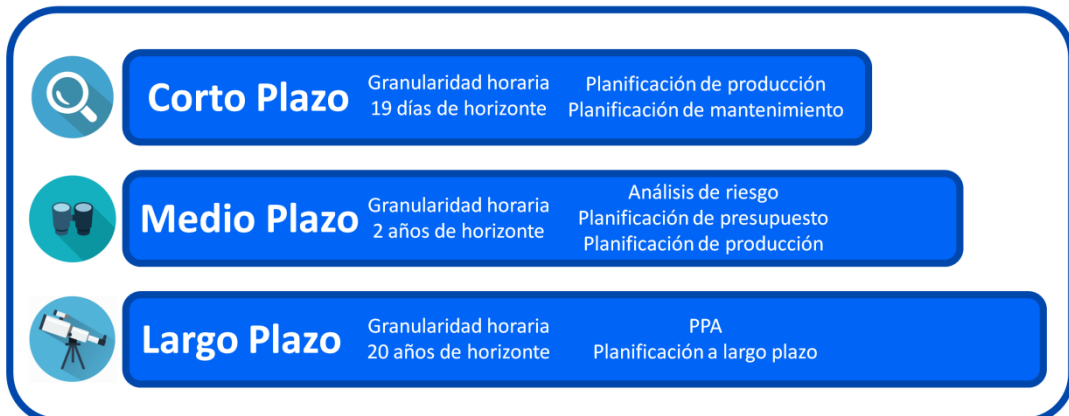 Corto Plazo
Granularidad horaria
19 días de horizonte
Planificación de producción
Planificación de mantenimiento
Medio Plazo
Granularidad horaria
2 años de horizonte
Análisis de riesgo
Planificación de presupuesto
Planificación de producción
Largo Plazo
Granularidad horaria
20 años de horizonte
PPA
Planificación a largo plazo